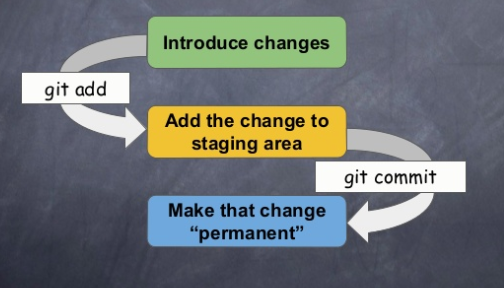 Introduce changes
git add
Add the change to
staging area
git commit
Make that change
“permanent”